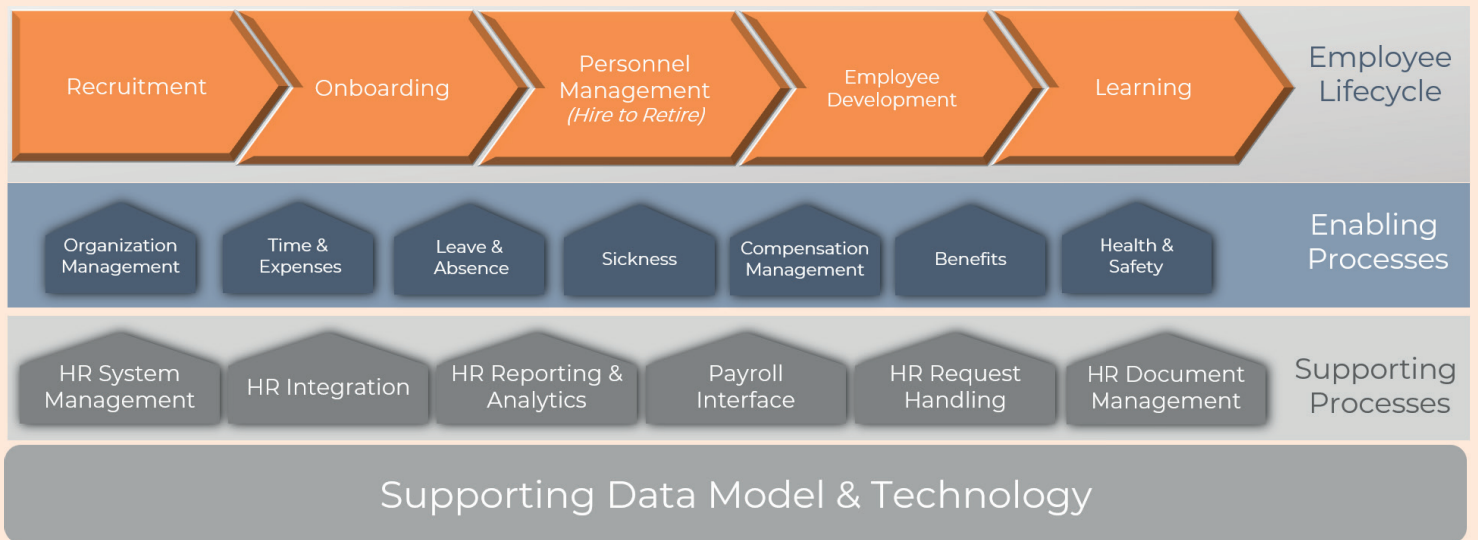 Recruitment
Onboarding
Personnel
Management
(Hire to Retire)
Employee
Development
Learning
Employee
Lifecycle
Organization
Management
Time &
Expenses
Leave &
Absence
Sickness
Compensation
Management
Benefits
Health &
Safety
Enabling
Processes
HR System
Management
HR Integration
HR Reporting &
Analytics
Payroll
Interface
HR Request
Handling
HR Document
Management
Supporting
Processes
Supporting Data Model & Technology